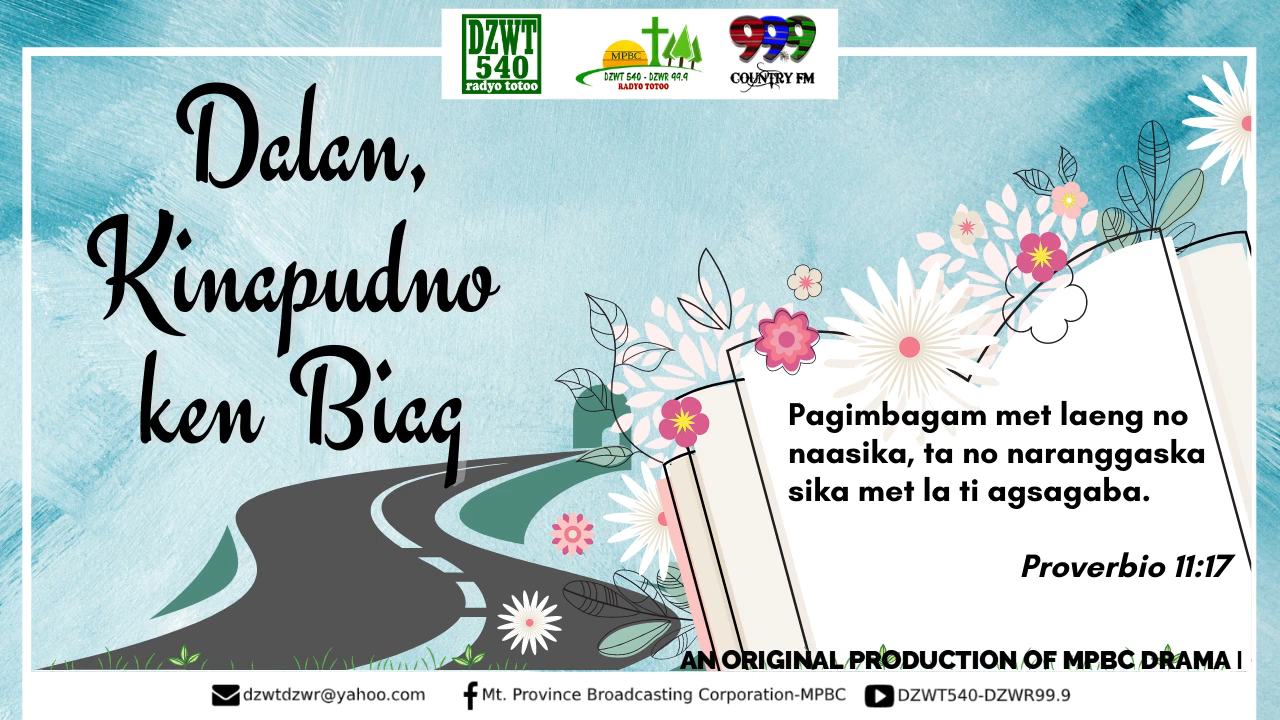 DZWT
540
radyo totoo
MPBC
DZWT 540 - DZWR 99.9
RADYO TOTOO
99.9
COUNTRY FM
Dalan,
Kinapudno
ken Biag
Pagimbagam met laeng no
naasika, ta no naranggaska
sika met la ti agsagaba.
Proverbio 11:17
AN ORIGINAL PRODUCTION OF MPBC DRAMA
dzwtdzwr@yahoo.com
Mt. Province Broadcasting Corporation-MPBC
DZWT540-DZWR99.9